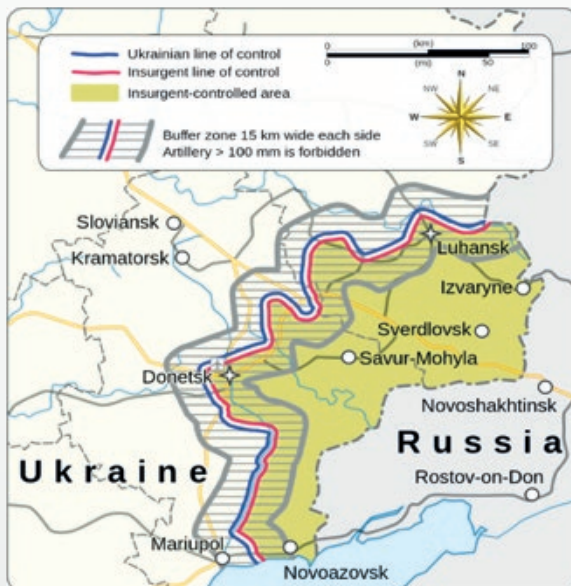 Ukrainian line of control
Insurgent line of control
Insurgent-controlled area
Buffer zone 15 km wide each side
Artillery > 100 mm is forbidden
0 (km) 100
0 (mi) 50
N
NW NE
W E
SW SE
S
Sloviansk
Kramatorsk
Luhansk
Izvaryne
Sverdlovsk
Savur-Mohyla
Donetsk
Novoshakhtinsk
Russia
Ukraine
Rostov-on-Don
Mariupol
Novoazovsk